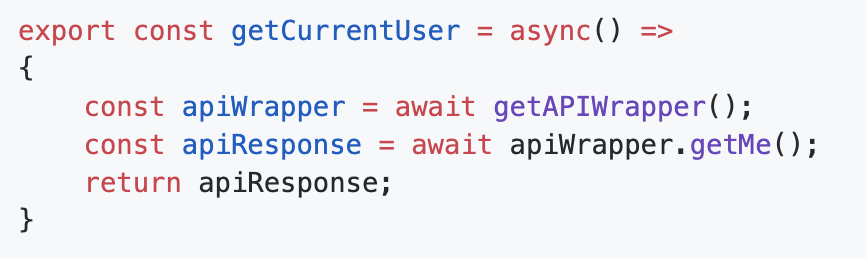 export const getCurrentUser = async() =>
{
    const apiWrapper = await getAPIWrapper();
    const apiResponse = await apiWrapper.getMe();
    return apiResponse;
}